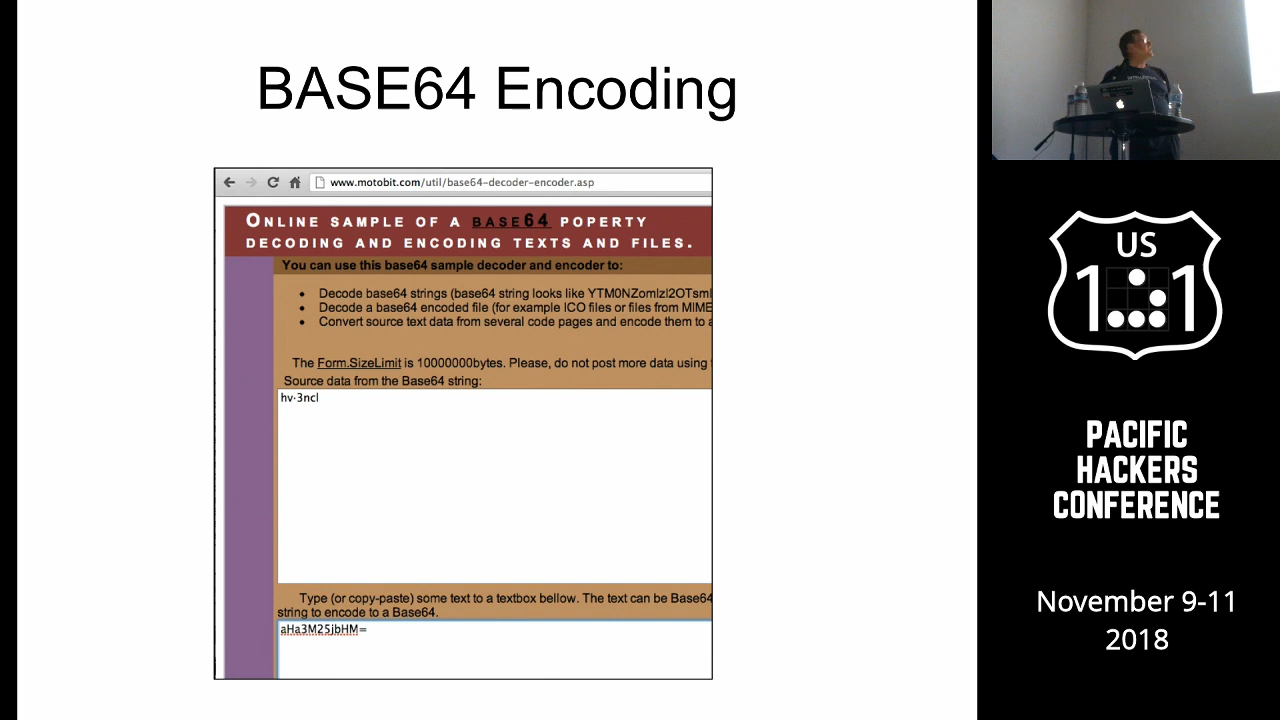 BASE64 Encoding
www.motobit.com/util/base64-decoder-encoder.asp
ONLINE SAMPLE OF A BASE64 POPERTY
DECODING AND ENCODING TEXTS AND FILES.
You can use this base64 sample decoder and encoder to:
• Decode base64 strings (base64 string looks like YTM0NZomIzI2OTsmI
• Decode a base64 encoded file (for example ICO files or files from MIME
• Convert source text data from several code pages and encode them to a
The Form.SizeLimit is 10000000bytes. Please, do not post more data using
Source data from the Base64 string:
hv·3ncl
Type (or copy-paste) some text to a textbox bellow. The text can be Base64
string to encode to a Base64.
aHa3M25jbHM=
US
101
PACIFIC
HACKERS
CONFERENCE
November 9-11
2018